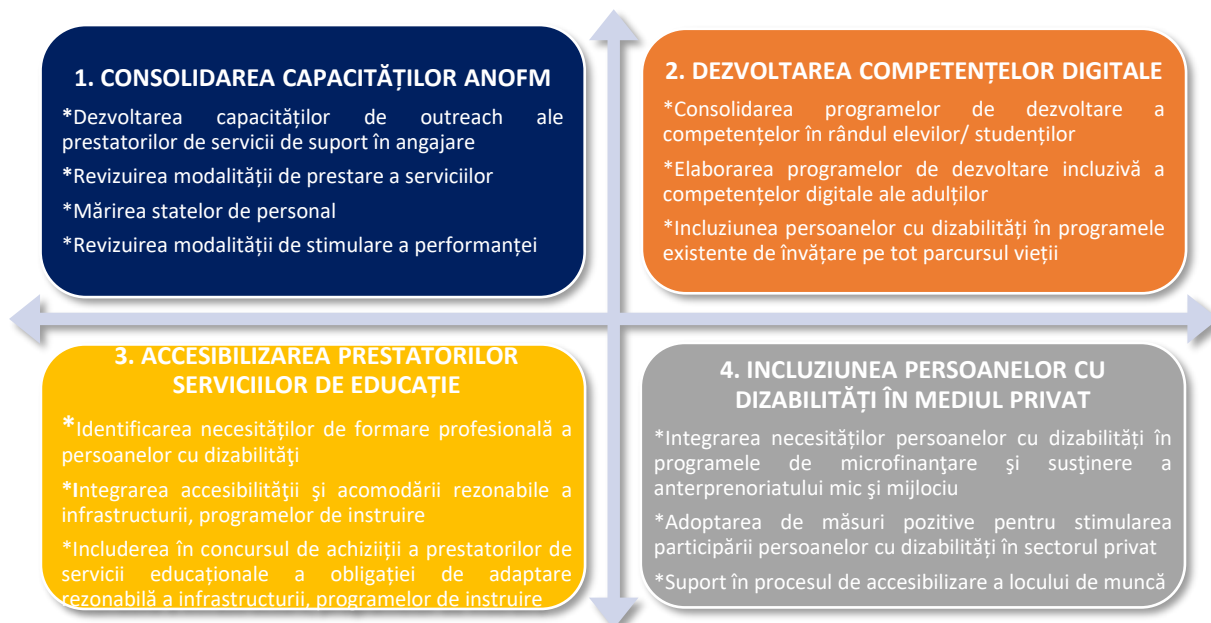 1. CONSOLIDAREA CAPACITĂȚILOR ANOFM
*Dezvoltarea capacităților de outreach ale
prestatorilor de servicii de suport în angajare
*Revizuirea modalității de prestare a serviciilor
*Mărirea statelor de personal
*Revizuirea modalității de stimulare a performanței
2. DEZVOLTAREA COMPETENȚELOR DIGITALE
*Consolidarea programelor de dezvoltare a
competențelor în rândul elevilor/ studenților
*Elaborarea programelor de dezvoltare incluzivă a
competențelor digitale ale adulților
*Incluziunea persoanelor cu dizabilități în programele
existente de învățare pe tot parcursul vieții
3. ACCESIBILIZAREA PRESTATORILOR
SERVICIILOR DE EDUCAȚIE
*Identificarea necesităților de formare profesională a
persoanelor cu dizabilităţi
*Integrarea accesibilităţii şi acomodării rezonabile a
infrastructurii, programelor de instruire
*Includerea în concursul de achiziiții a prestatorilor de
servicii educaționale a obligației de adaptare
rezonabilă a infrastructurii, programelor de instruire
4. INCLUZIUNEA PERSOANELOR CU
DIZABILITĂȚI ÎN MEDIUL PRIVAT
*Integrarea necesităților persoanelor cu dizabilități în
programele de microfinanţare şi susţinere a
anterprenoriatului mic și mijlociu
*Adoptarea de măsuri pozitive pentru stimularea
participării persoanelor cu dizabilități în sectorul privat
*Suport în procesul de accesibilizare a locului de muncă